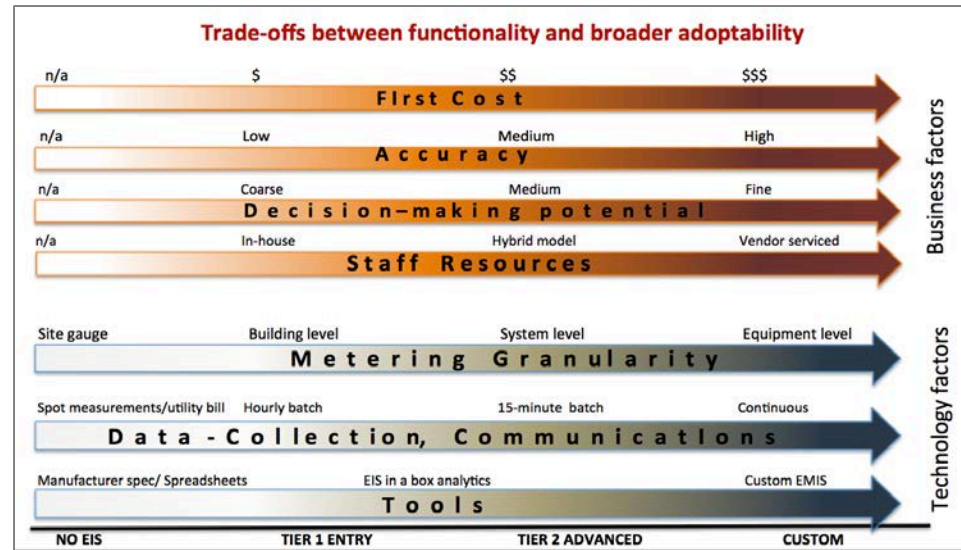 Trade-offs between functionality and broader adoptability
n/a $ $$ $$$
FIrst Cost
n/a Low Medium High
Accuracy
n/a Coarse Medium Fine
Decision–making potential
n/a In-house Hybrid model Vendor serviced
Staff Resources
Business factors
Site gauge Building level System level Equipment level
Metering Granularity
Spot measurements/utility bill Hourly batch 15-minute batch Continuous
Data-Collection, CommunicatIons
Manufacturer spec/ Spreadsheets EIS in a box analytics Custom EMIS
Tools
Technology factors
NO EIS TIER 1 ENTRY TIER 2 ADVANCED CUSTOM